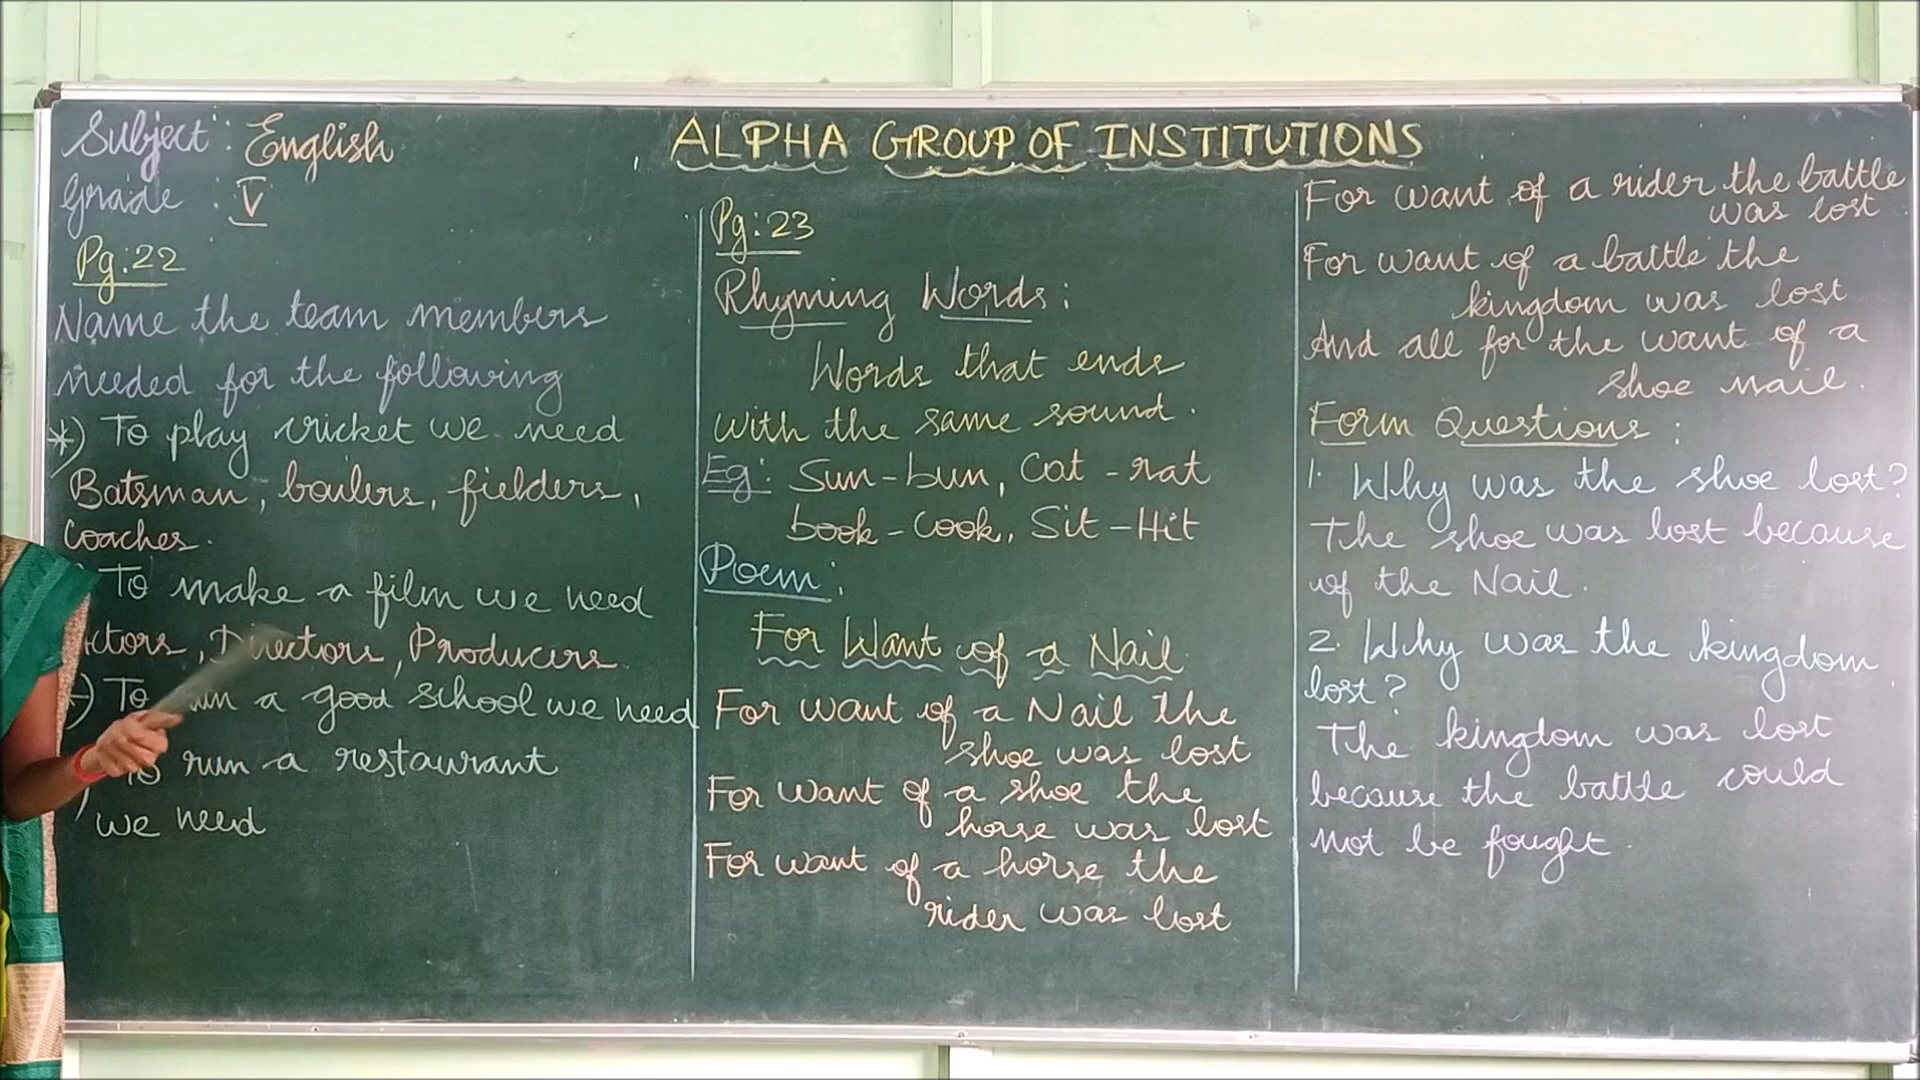 ALPHA GROUP OF INSTITUTIONS
Subject : English
Grade : V
Pg:22
Name the team members
needed for the following
*) To play cricket we need
Batsman, boilers, fielders,
Coaches.
To make a film we need
ctors, Directors, Producers.
) To run a good school we need
To run a restaurant
we need
Pg:23
Rhyming Words:
Words that ends
with the same sound.
Eg: Sun-bun, Cat-rat
book-Cook, Sit-Hit
Poem:
For Want of a Nail
For want of a Nail the
shoe was lost
For want of a shoe the
horse was lost
For want of a horse the
rider was lost
For want of a rider the battle
was lost
For want of a battle the
kingdom was lost
And all for the want of a
shoe nail.
Form Questions:
1. Why was the shoe lost?
The shoe was lost because
of the Nail.
2. Why was the kingdom
lost?
The kingdom was lost
because the battle could
not be fought.